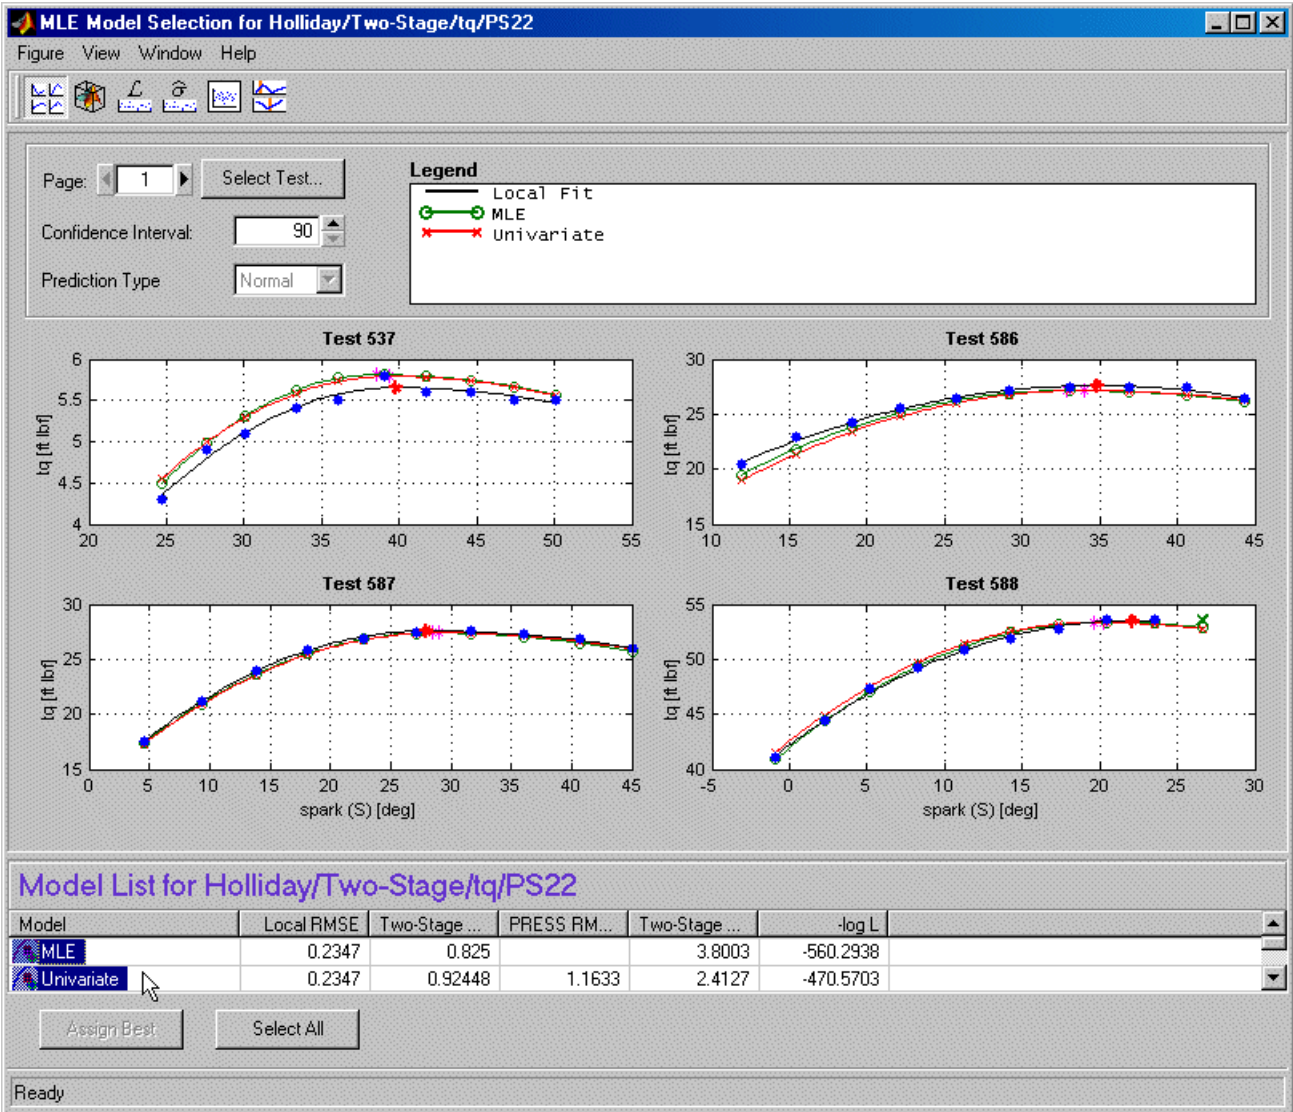 MLE Model Selection for Holliday/Two-Stage/tq/PS22
Figure View Window Help
Page: 1 Select Test...
Confidence Interval: 90
Prediction Type Normal
Legend
Local Fit
MLE
Univariate
Test 537
6
5.5
5
4.5
4
tq [ft lbf]
20 25 30 35 40 45 50 55
Test 586
30
25
20
15
tq [ft lbf]
10 15 20 25 30 35 40 45
Test 587
30
25
20
15
tq [ft lbf]
0 5 10 15 20 25 30 35 40 45
spark (S) [deg]
Test 588
55
50
45
40
tq [ft lbf]
-5 0 5 10 15 20 25 30
spark (S) [deg]
Model List for Holliday/Two-Stage/tq/PS22
Model Local RMSE Two-Stage ... PRESS RM... Two-Stage ... -log L
MLE 0.2347 0.825 3.8003 -560.2938
Univariate 0.2347 0.92448 1.1633 2.4127 -470.5703
Assign Best Select All
Ready